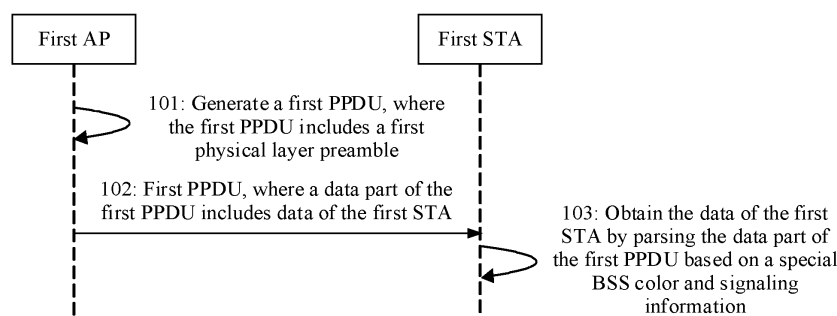 First AP
First STA
101: Generate a first PPDU, where
the first PPDU includes a first
physical layer preamble
102: First PPDU, where a data part of the
first PPDU includes data of the first STA
103: Obtain the data of the first
STA by parsing the data part of
the first PPDU based on a special
BSS color and signaling
information